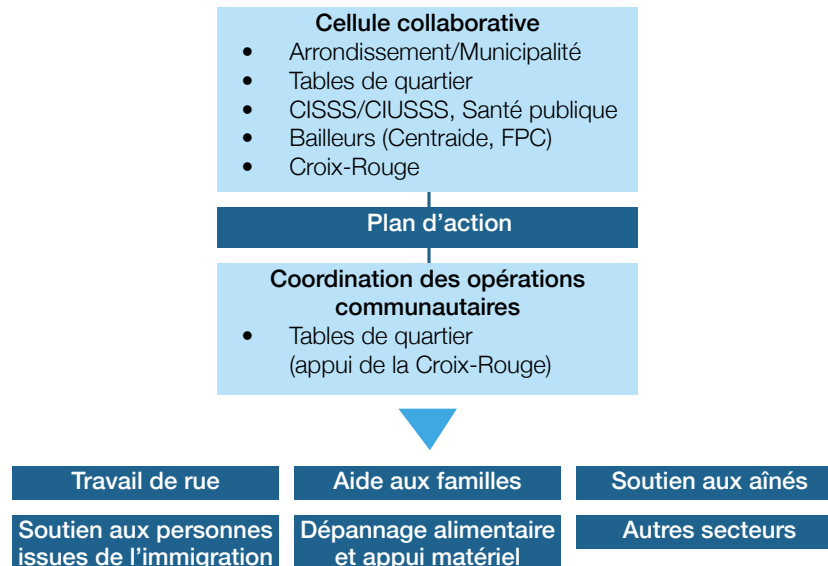 Cellule collaborative
• Arrondissement/Municipalité
• Tables de quartier
• CISSS/CIUSSS, Santé publique
• Bailleurs (Centraide, FPC)
• Croix-Rouge
Plan d'action
Coordination des opérations
communautaires
• Tables de quartier
(appui de la Croix-Rouge)
Travail de rue
Aide aux familles
Soutien aux aînés
Soutien aux personnes
issues de l'immigration
Dépannage alimentaire
et appui matériel
Autres secteurs